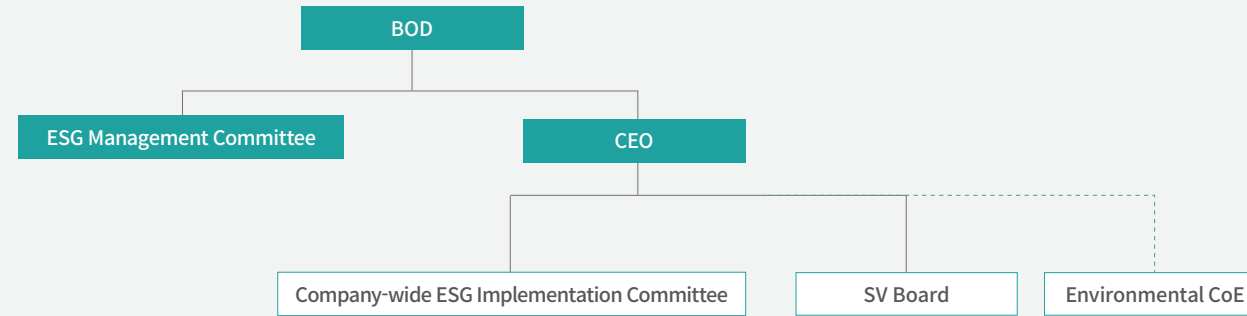 BOD
ESG Management Committee
CEO
Company-wide ESG Implementation Committee
SV Board
Environmental CoE